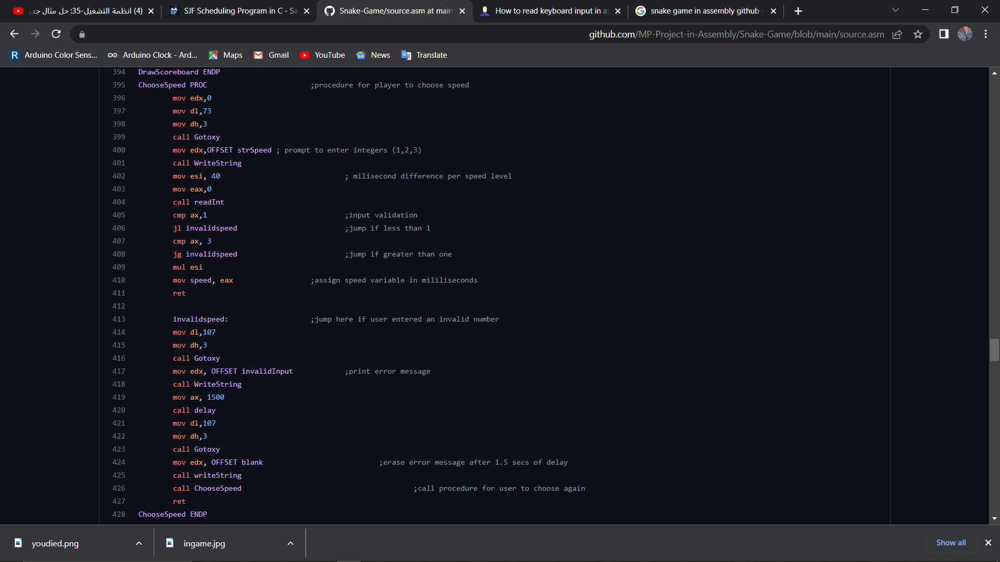 (4) انظمة التشغيل-35: حل مثال جد
SJF Scheduling Program in C - Sa
Snake-Game/source.asm at main
How to read keyboard input in as
snake game in assembly github -
github.com/MP-Project-in-Assembly/Snake-Game/blob/main/source.asm
Arduino Color Sens... Arduino Clock - Ard... Maps Gmail YouTube News Translate
394 DrawScoreboard ENDP
395 ChooseSpeed PROC ;procedure for player to choose speed
396 mov edx,0
397 mov dl,73
398 mov dh,3
399 call Gotoxy
400 mov edx,OFFSET strSpeed ; prompt to enter integers (1,2,3)
401 call WriteString
402 mov esi, 40 ; milisecond difference per speed level
403 mov eax,0
404 call readInt
405 cmp ax,1 ;input validation
406 jl invalidspeed ;jump if less than 1
407 cmp ax, 3
408 jg invalidspeed ;jump if greater than one
409 mul esi
410 mov speed, eax ;assign speed variable in mililiseconds
411 ret
412
413 invalidspeed: ;jump here if user entered an invalid number
414 mov dl,107
415 mov dh,3
416 call Gotoxy
417 mov edx, OFFSET invalidInput ;print error message
418 call WriteString
419 mov ax, 1500
420 call delay
421 mov dl,107
422 mov dh,3
423 call Gotoxy
424 mov edx, OFFSET blank ;erase error message after 1.5 secs of delay
425 call writeString
426 call ChooseSpeed ;call procedure for user to choose again
427 ret
428 ChooseSpeed ENDP
youdied.png ingame.jpg Show all